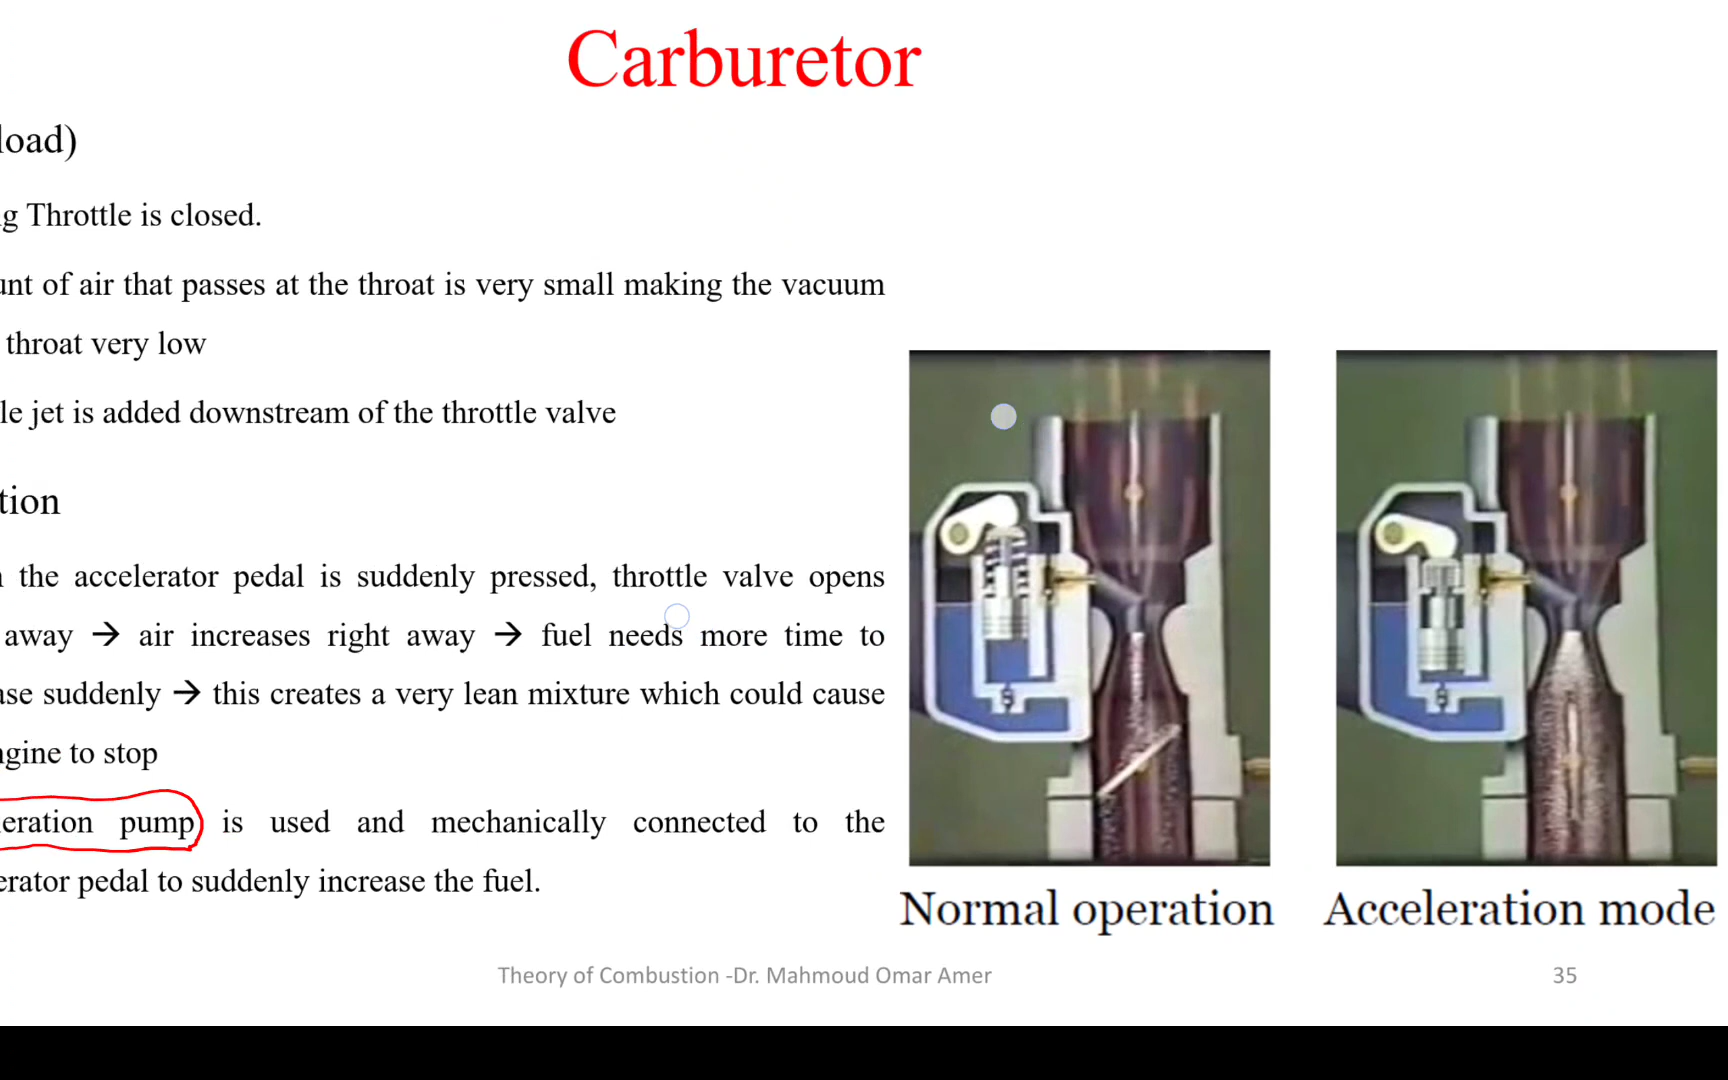 Carburetor
load)
g Throttle is closed.
unt of air that passes at the throat is very small making the vacuum
throat very low
le jet is added downstream of the throttle valve
tion
the accelerator pedal is suddenly pressed, throttle valve opens
away → air increases right away → fuel needs more time to
ase suddenly → this creates a very lean mixture which could cause
ngine to stop
eration pump is used and mechanically connected to the
erator pedal to suddenly increase the fuel.
Normal operation
Acceleration mode
Theory of Combustion -Dr. Mahmoud Omar Amer
35